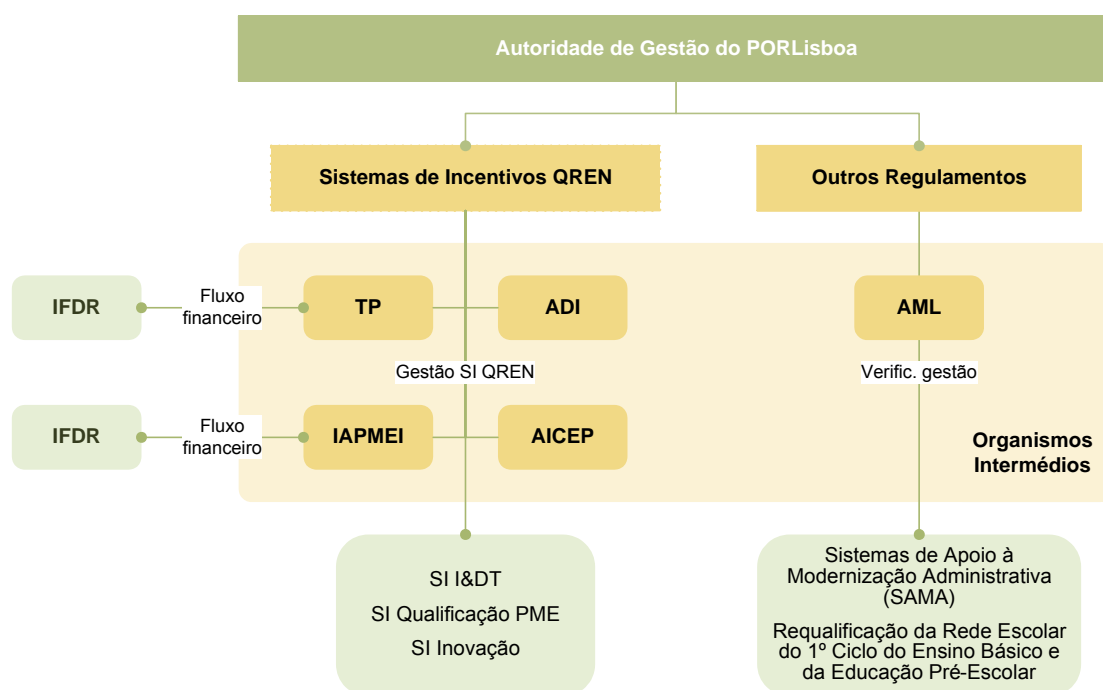 Autoridade de Gestão do PORLisboa
Sistemas de Incentivos QREN
Outros Regulamentos
IFDR
Fluxo
financeiro
TP
ADI
AML
Gestão SI QREN
Verific. gestão
IFDR
Fluxo
financeiro
IAPMEI
AICEP
Organismos
Intermédios
SI I&DT
SI Qualificação PME
SI Inovação
Sistemas de Apoio à
Modernização Administrativa
(SAMA)
Requalificação da Rede Escolar
do 1º Ciclo do Ensino Básico e
da Educação Pré-Escolar